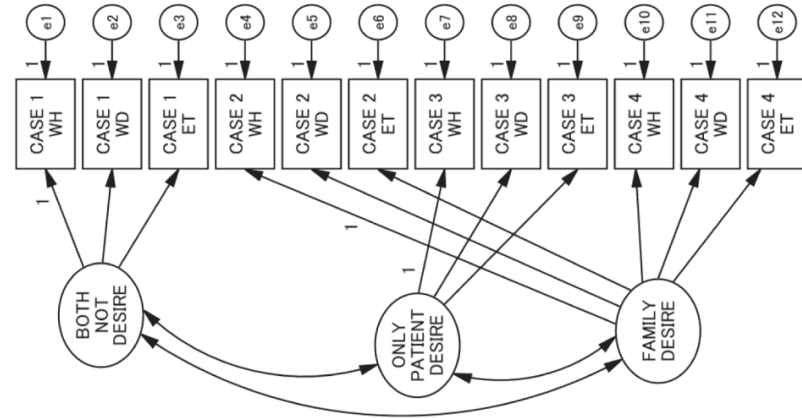 e1
e2
e3
e4
e5
e6
e7
e8
e9
e10
e11
e12
1
1
1
1
1
1
1
1
1
1
1
1
CASE 1
WH
CASE 1
WD
CASE 1
ET
CASE 2
WH
CASE 2
WD
CASE 2
ET
CASE 3
WH
CASE 3
WD
CASE 3
ET
CASE 4
WH
CASE 4
WD
CASE 4
ET
1
1
1
BOTH
NOT
DESIRE
ONLY
PATIENT
DESIRE
FAMILY
DESIRE